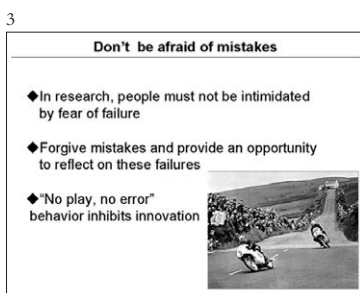 3
Don't be afraid of mistakes
◆In research, people must not be intimidated
by fear of failure
◆Forgive mistakes and provide an opportunity
to reflect on these failures
◆"No play, no error"
behavior inhibits innovation